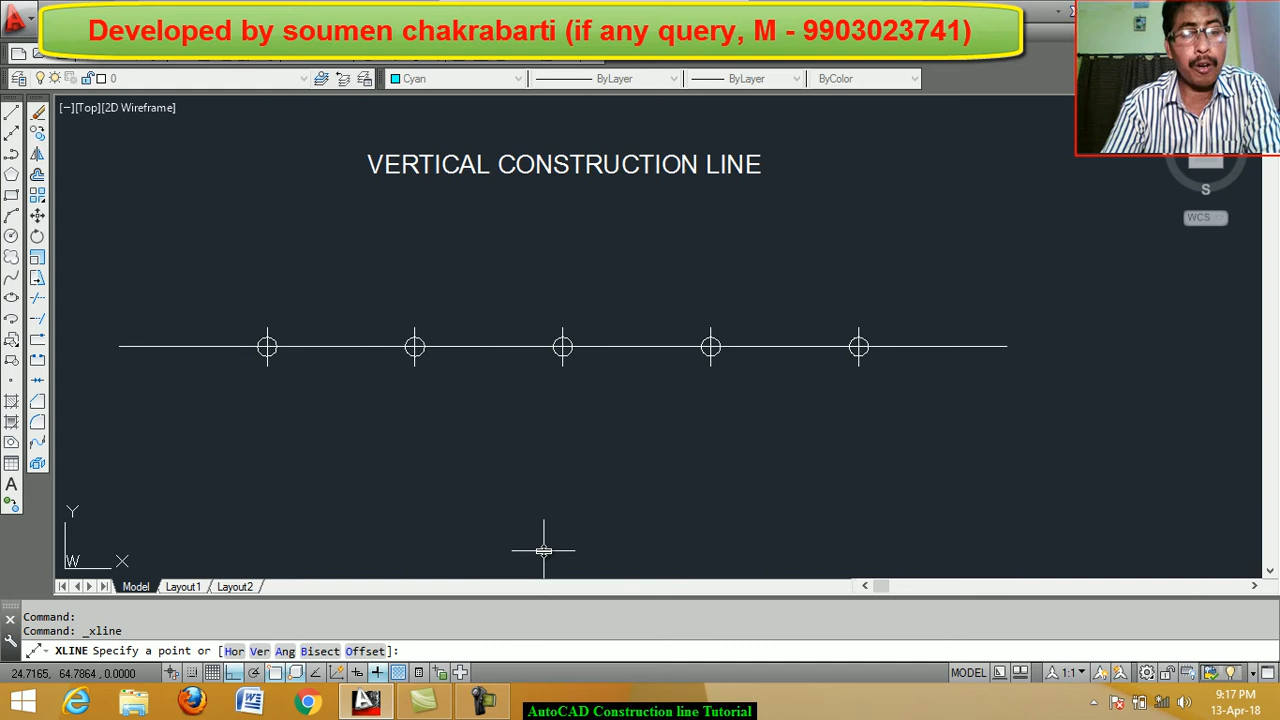 Developed by soumen chakrabarti (if any query, M - 9903023741)
0
Cyan
ByLayer
ByLayer
ByColor
[−][Top][2D Wireframe]
VERTICAL CONSTRUCTION LINE
S
WCS
A
Y
W
X
Model
Layout1
Layout2
Command:
Command: _xline
XLINE Specify a point or [Hor Ver Ang Bisect Offset]:
24.7165, 64.7864, 0.0000
MODEL
1:1
9:17 PM
13-Apr-18
AutoCAD Construction line Tutorial